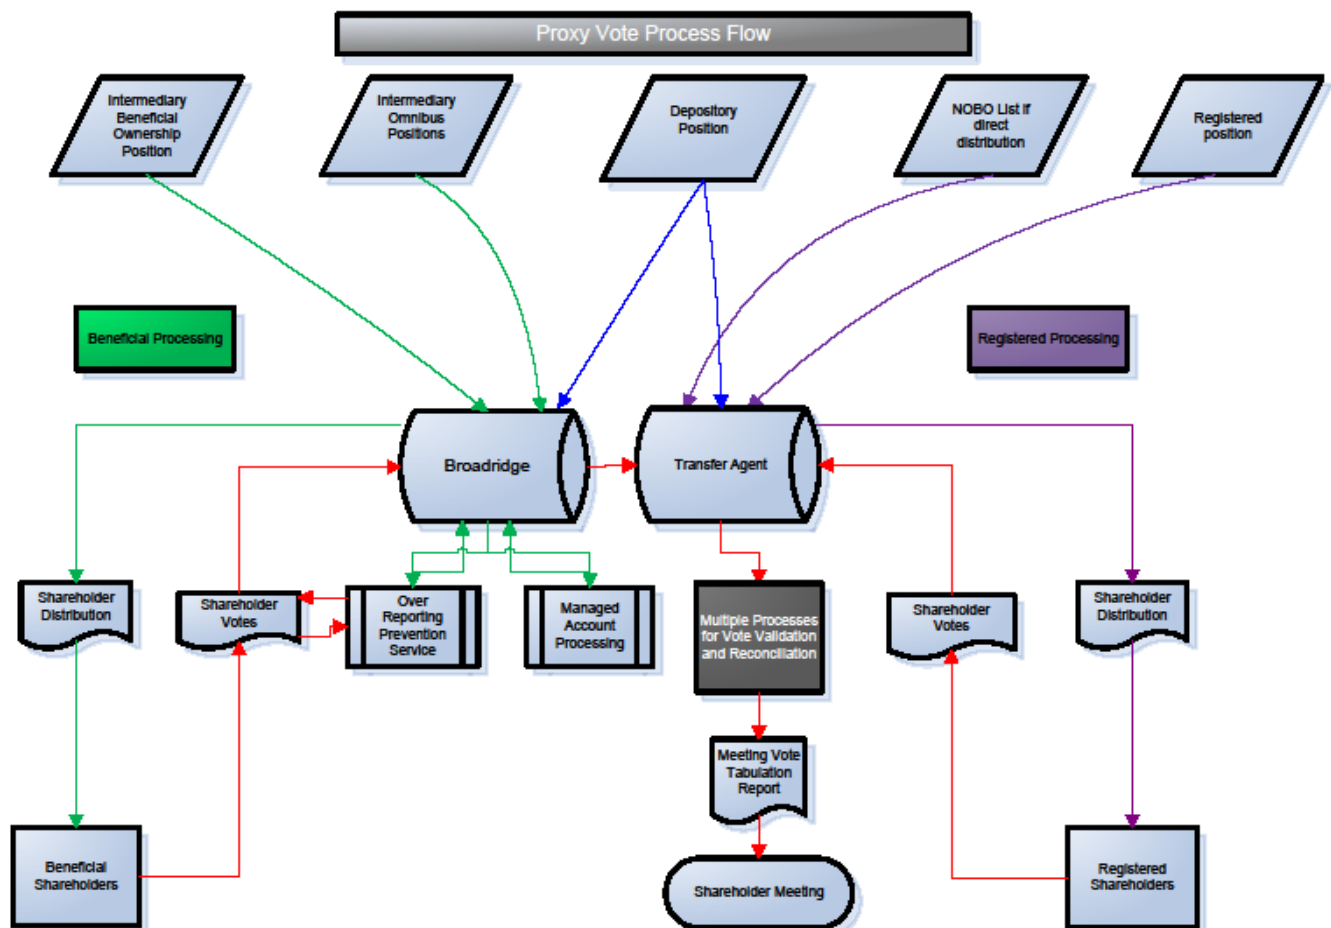 Proxy Vote Process Flow
Intermediary
Beneficial
Ownership
Position
Intermediary
Omnibus
Positions
Depository
Position
NOBO List if
direct
distribution
Registered
position
Beneficial Processing
Registered Processing
Broadridge
Transfer Agent
Shareholder
Distribution
Shareholder
Votes
Over
Reporting
Prevention
Service
Managed
Account
Processing
Multiple Processes
for Vote Validation
and Reconciliation
Shareholder
Votes
Shareholder
Distribution
Meeting Vote
Tabulation
Report
Beneficial
Shareholders
Shareholder Meeting
Registered
Shareholders